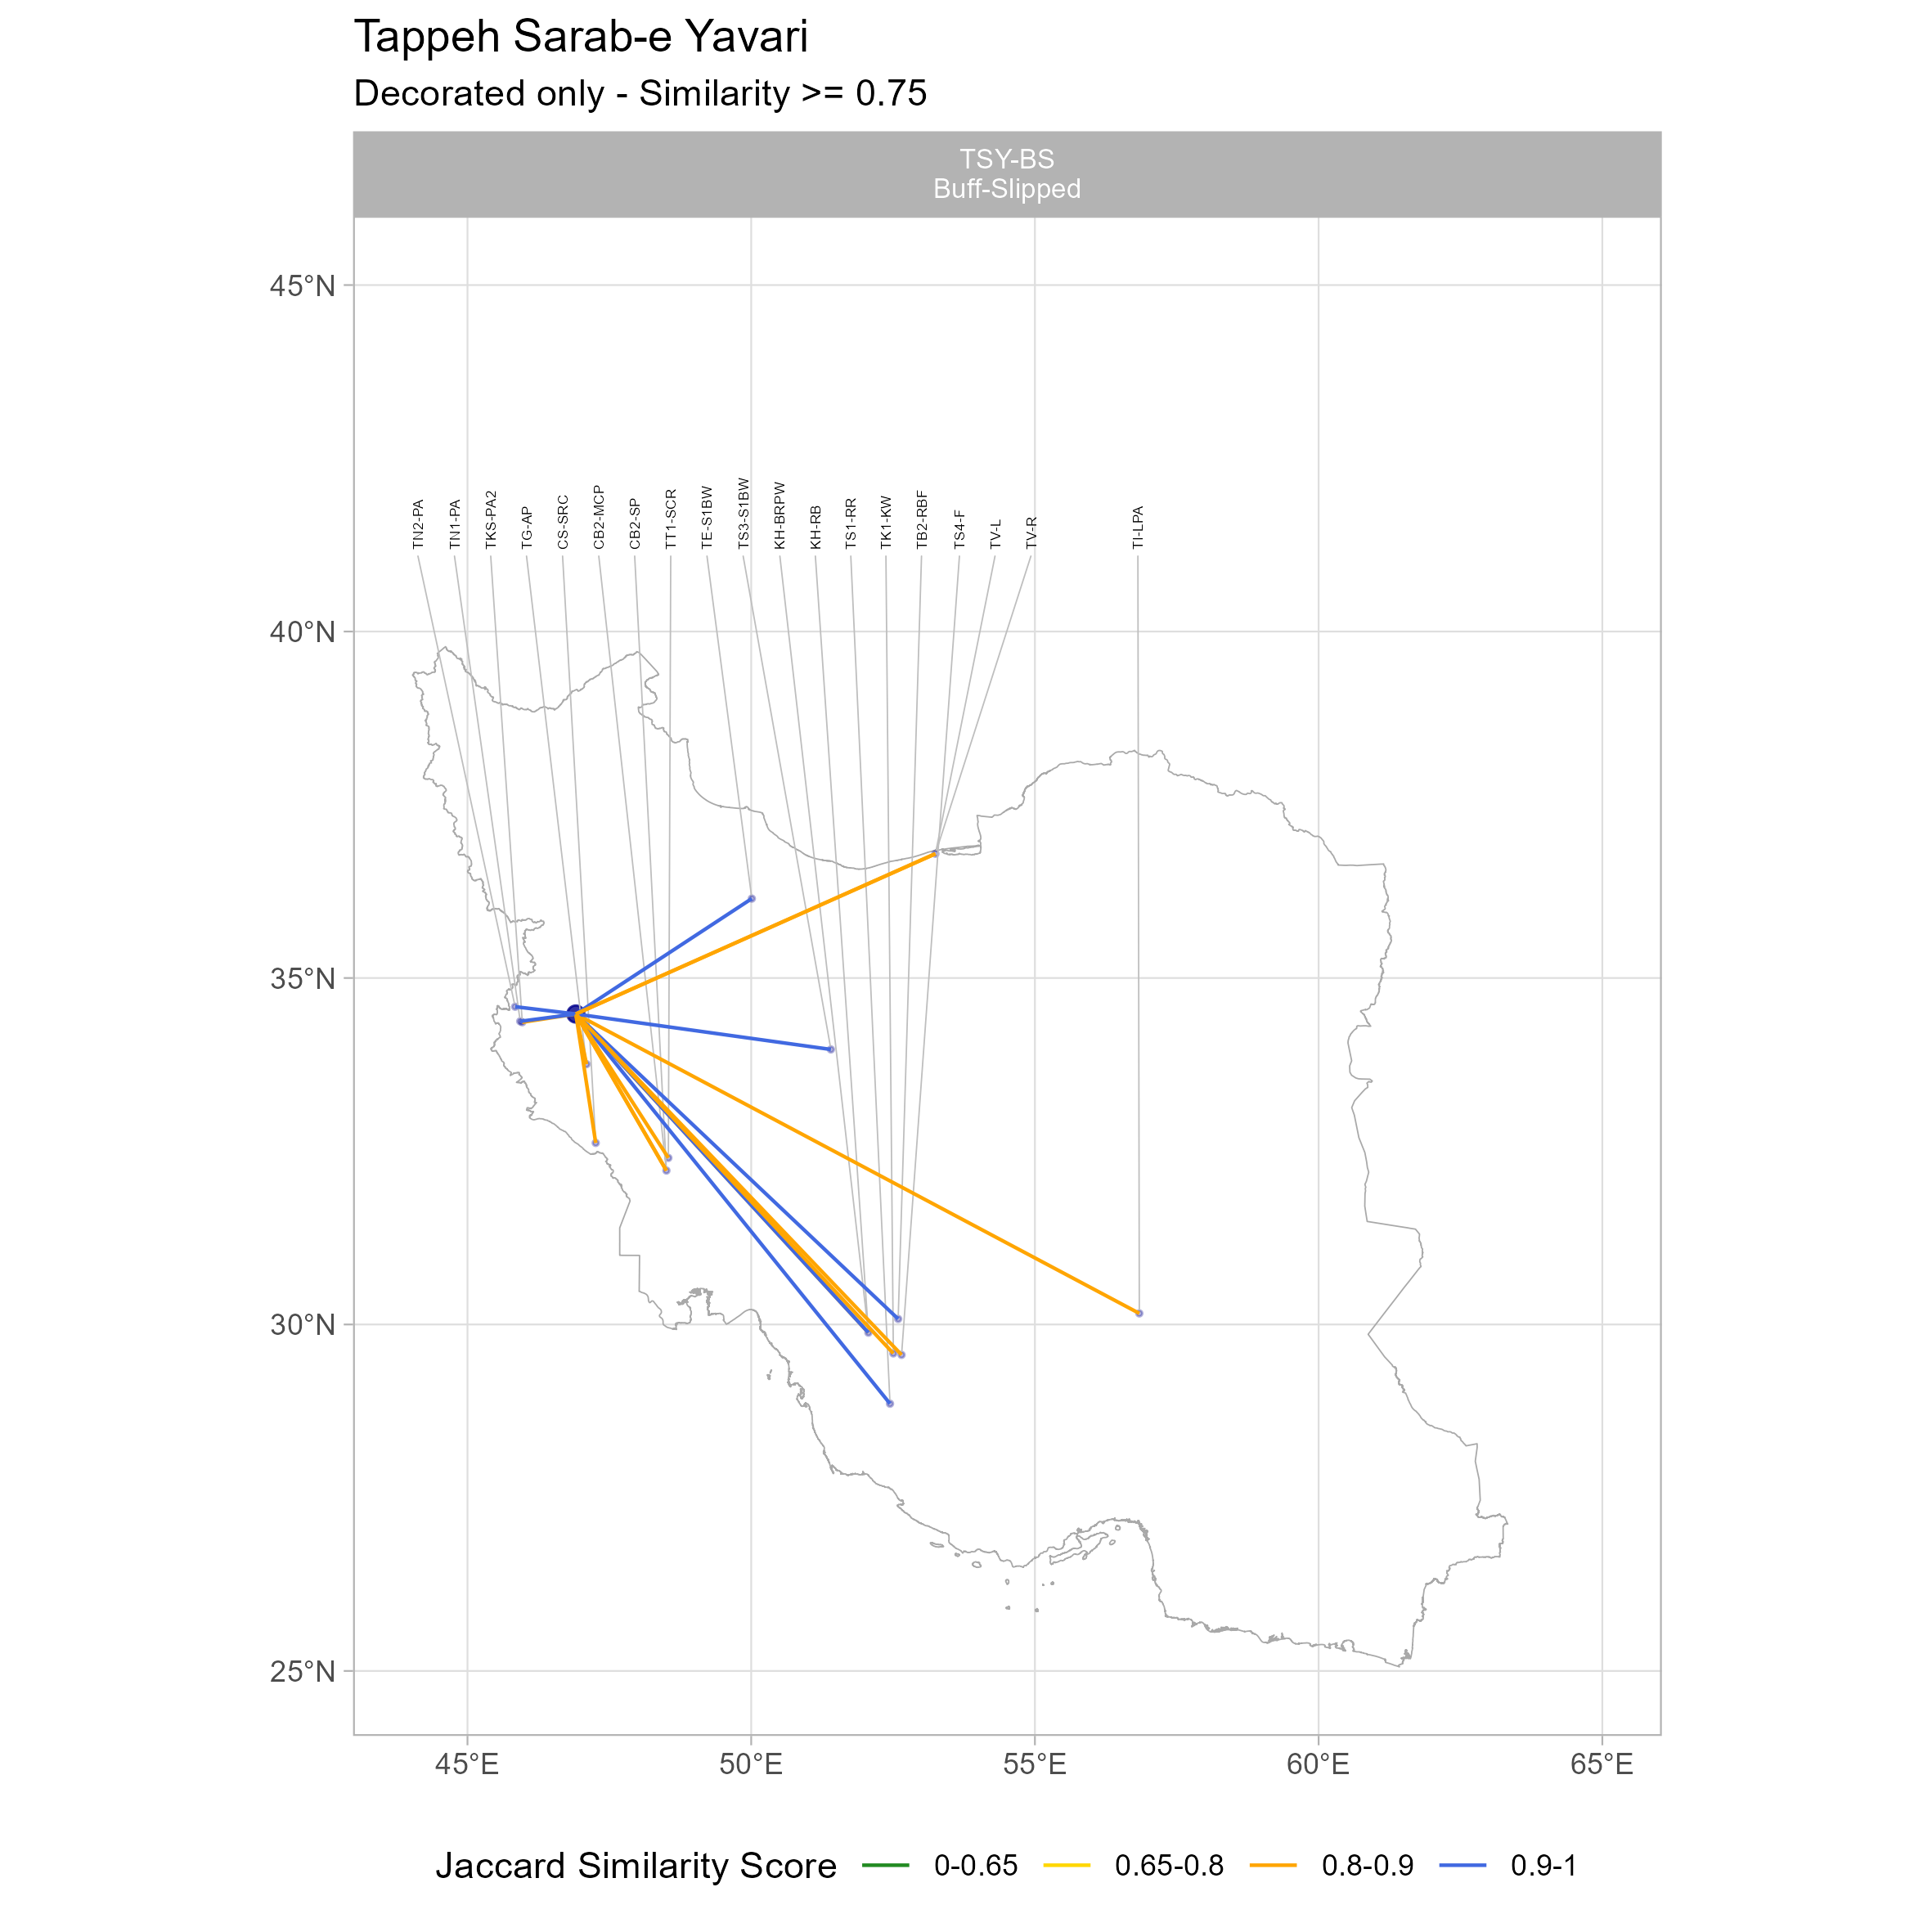 Tappeh Sarab-e Yavari
Decorated only - Similarity >= 0.75
TSY-BS
Buff-Slipped
45°N
40°N
35°N
30°N
25°N
TN2-PA
TN1-PA
TKS-PA2
TG-AP
CS-SRC
CB2-MCP
CB2-SP
TT1-SCR
TE-S1BW
TS3-S1BW
KH-BRPW
KH-RB
TS1-RR
TK1-KW
TB2-RBF
TS4-F
TV-L
TV-R
TI-LPA
45°E
50°E
55°E
60°E
65°E
Jaccard Similarity Score 0-0.65 0.65-0.8 0.8-0.9 0.9-1